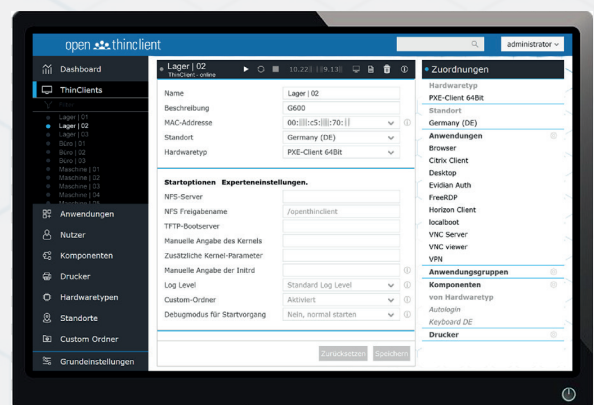 open thinclient
administrator
Dashboard
ThinClients
Filter
Lager | 01
Lager | 02
Lager | 03
Büro | 01
Büro | 02
Büro | 03
Maschine | 01
Maschine | 02
Maschine | 03
Maschine | 04
Anwendungen
Nutzer
Komponenten
Drucker
Hardwaretypen
Standorte
Custom Ordner
Grundeinstellungen
Lager | 02
ThinClient - online
Name
Lager | 02
Beschreibung
G600
MAC-Addresse
Standort
Germany (DE)
Hardwaretyp
PXE-Client 64Bit
Startoptionen Experteneinstellungen.
NFS-Server
NFS Freigabename
/openthinclient
TFTP-Bootserver
Manuelle Angabe des Kernels
Zusätzliche Kernel-Parameter
Manuelle Angabe der Initrd
Log Level
Standard Log Level
Custom-Ordner
Aktiviert
Debugmodus für Startvorgang
Nein, normal starten
Zurücksetzen
Speichern
Zuordnungen
Hardwaretyp
PXE-Client 64Bit
Standort
Germany (DE)
Anwendungen
Browser
Citrix Client
Desktop
Evidian Auth
FreeRDP
Horizon Client
localboot
VNC Server
VNC viewer
VPN
Anwendungsgruppen
Komponenten
von Hardwaretyp
Autologin
Keyboard DE
Drucker